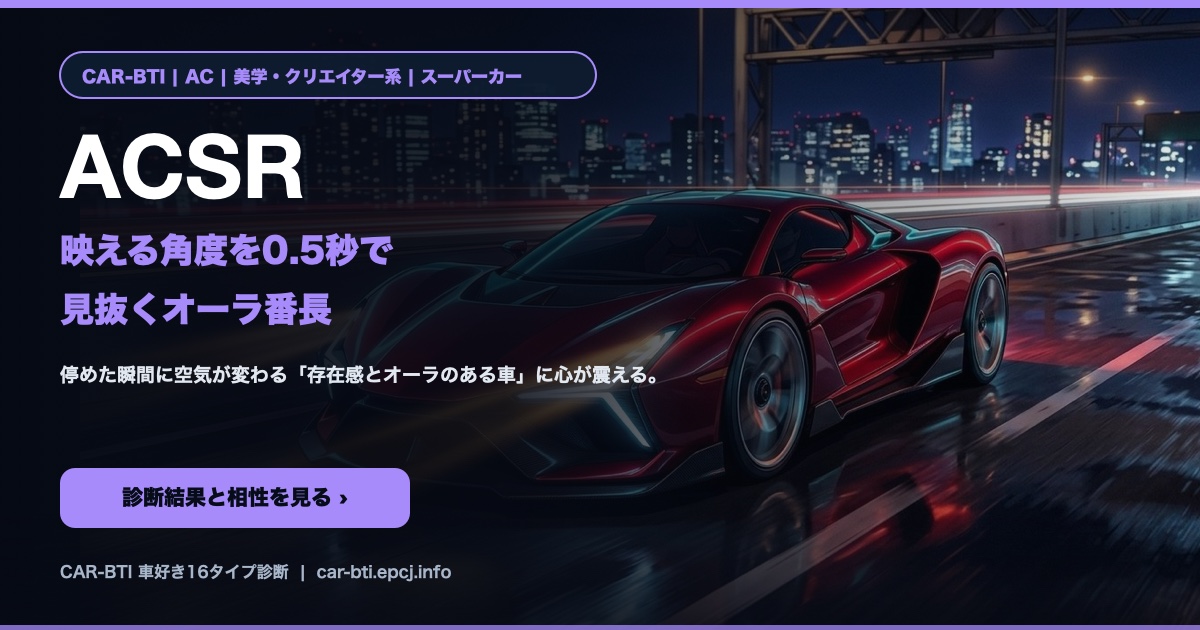 CAR-BTI | AC | 美学・クリエイター系 | スーパーカー
ACSR
映える角度を0.5秒で
見抜くオーラ番長
停めた瞬間に空気が変わる「存在感とオーラのある車」に心が震える。
診断結果と相性を見る ›
CAR-BTI 車好き16タイプ診断 | car-bti.epcj.info